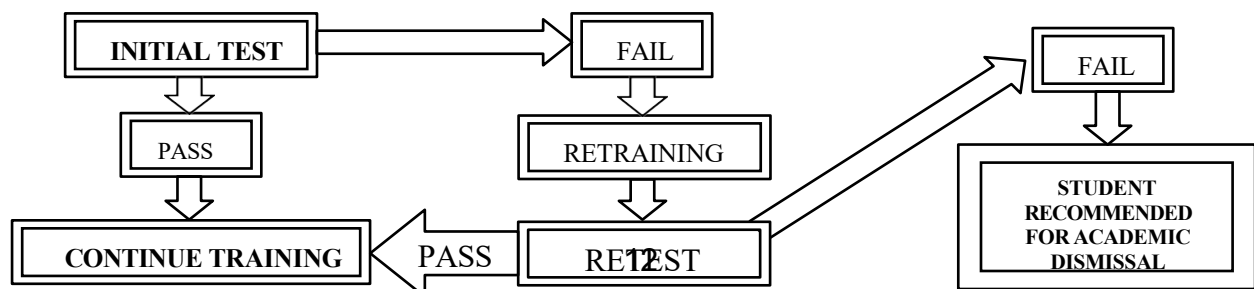 INITIAL TEST
FAIL
FAIL
PASS
RETRAINING
STUDENT
RECOMMENDED
FOR ACADEMIC
DISMISSAL
CONTINUE TRAINING
PASS
RETEST
12